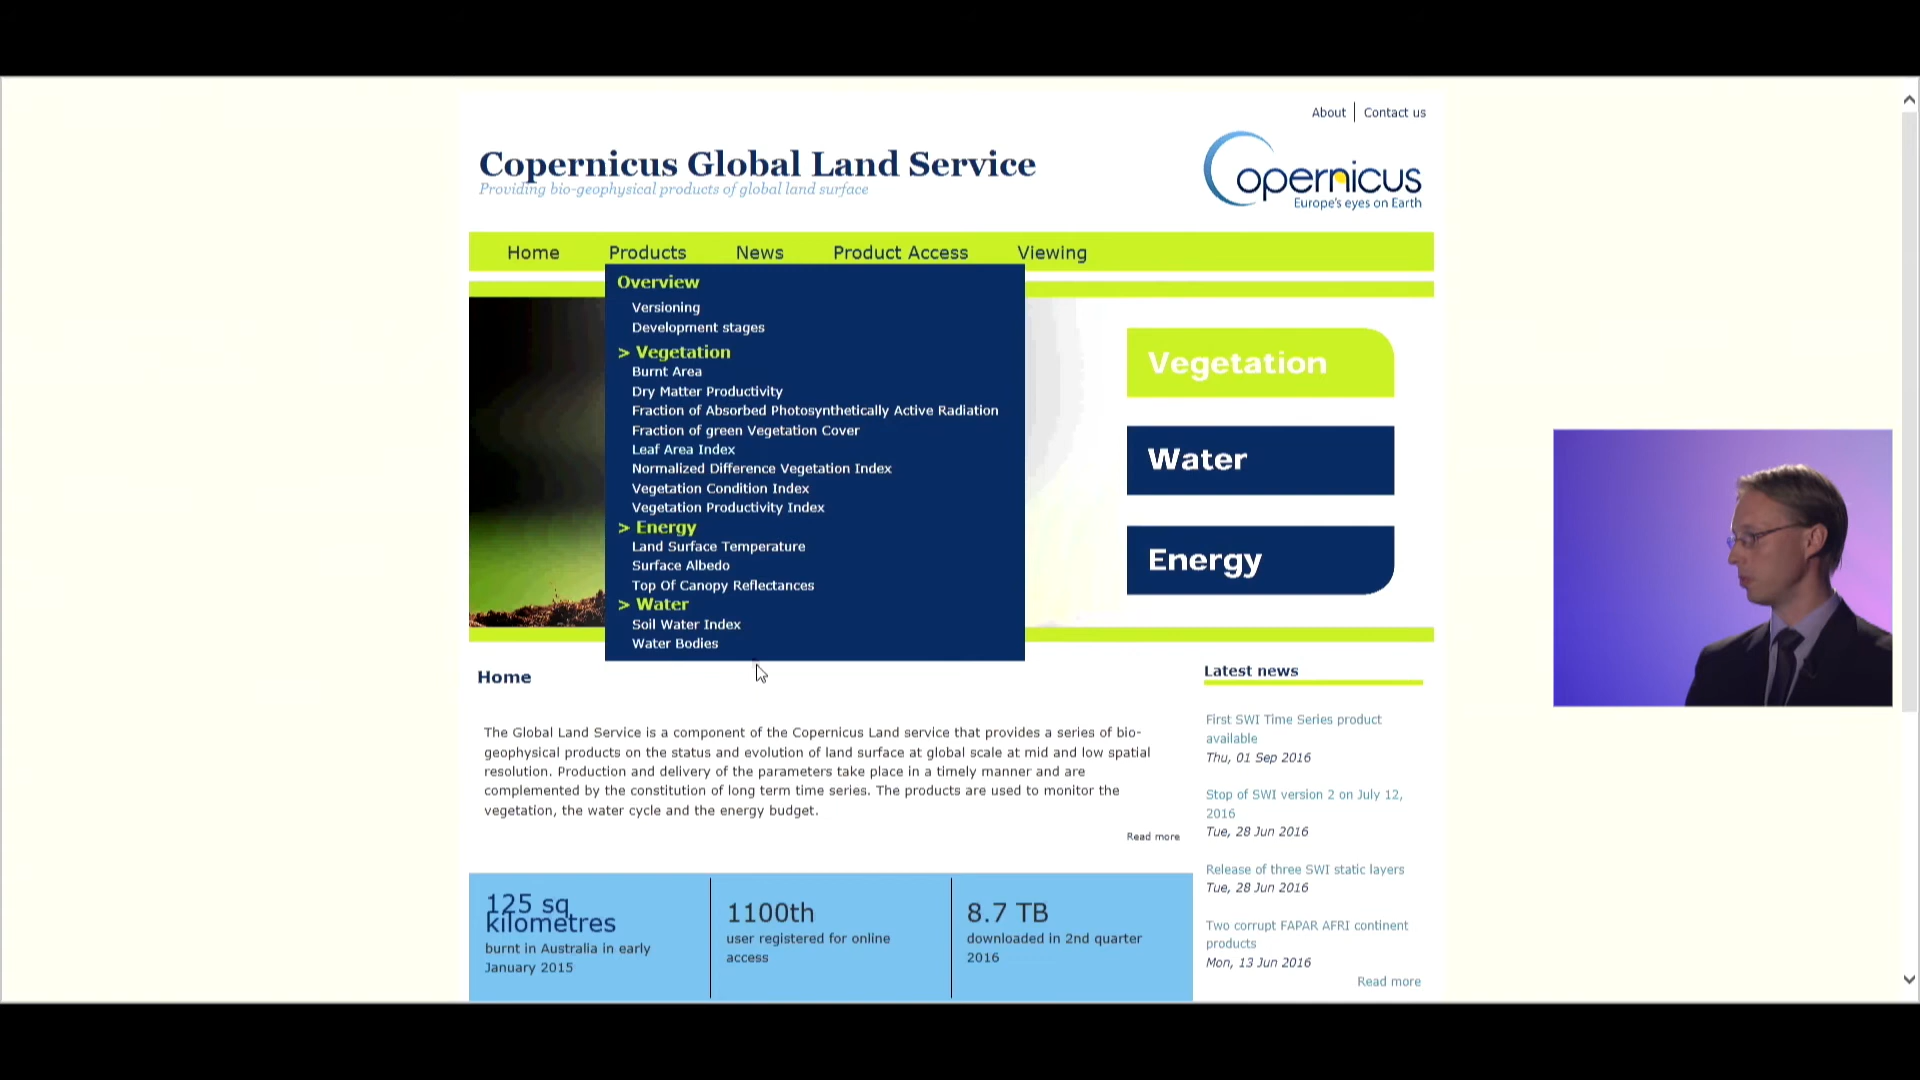 About | Contact us
Copernicus Global Land Service
Providing bio-geophysical products of global land surface
opernicus
Europe's eyes on Earth
Home Products News Product Access Viewing
Overview
Versioning
Development stages
> Vegetation
Burnt Area
Dry Matter Productivity
Fraction of Absorbed Photosynthetically Active Radiation
Fraction of green Vegetation Cover
Leaf Area Index
Normalized Difference Vegetation Index
Vegetation Condition Index
Vegetation Productivity Index
> Energy
Land Surface Temperature
Surface Albedo
Top Of Canopy Reflectances
> Water
Soil Water Index
Water Bodies
Vegetation
Water
Energy
Home
The Global Land Service is a component of the Copernicus Land service that provides a series of bio-
geophysical products on the status and evolution of land surface at global scale at mid and low spatial
resolution. Production and delivery of the parameters take place in a timely manner and are
complemented by the constitution of long term time series. The products are used to monitor the
vegetation, the water cycle and the energy budget.
Read more
125 sq
kilometres
burnt in Australia in early
January 2015
1100th
user registered for online
access
8.7 TB
downloaded in 2nd quarter
2016
Latest news
First SWI Time Series product
available
Thu, 01 Sep 2016
Stop of SWI version 2 on July 12,
2016
Tue, 28 Jun 2016
Release of three SWI static layers
Tue, 28 Jun 2016
Two corrupt FAPAR AFRI continent
products
Mon, 13 Jun 2016
Read more